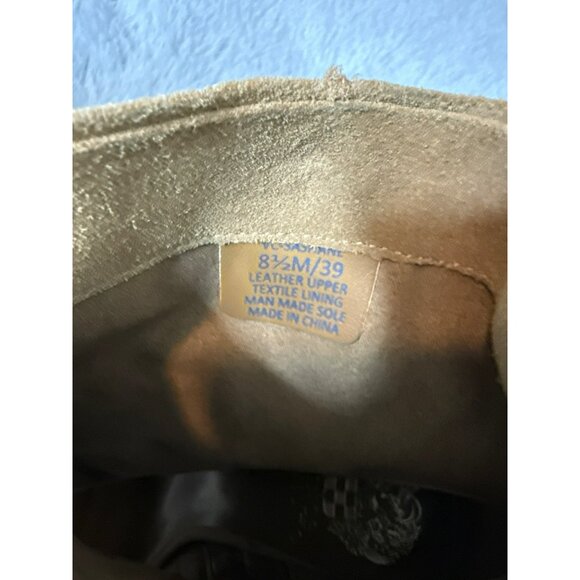 8½M/39
LEATHER UPPER
TEXTILE LINING
MAN MADE SOLE
MADE IN CHINA